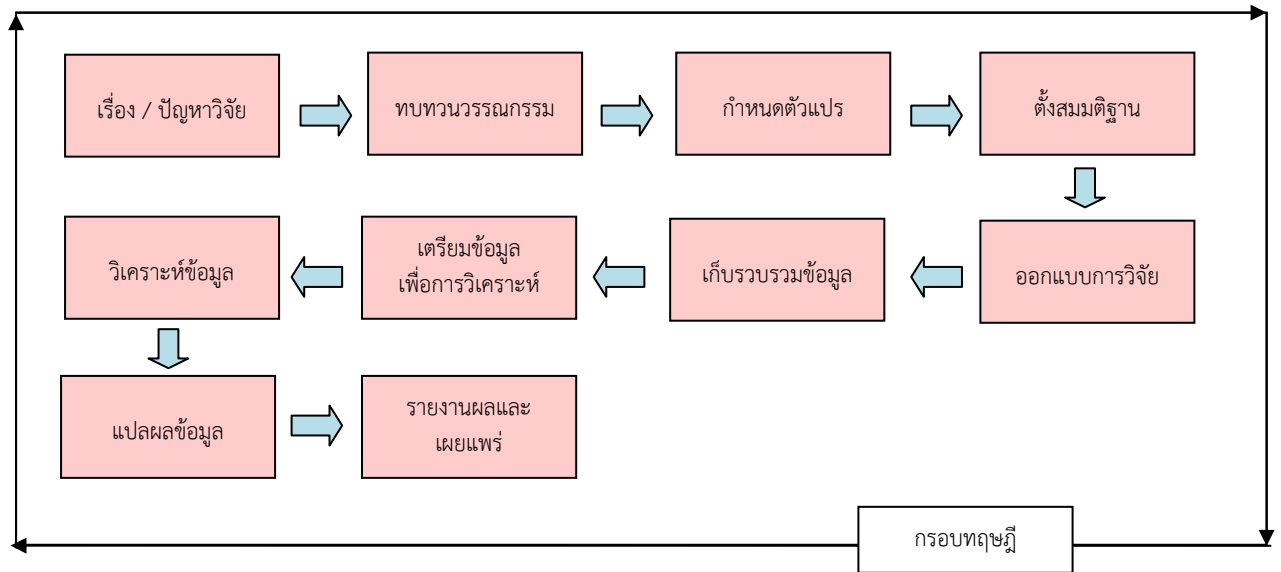 เรื่อง / ปัญหาวิจัย
ทบทวนวรรณกรรม
กำหนดตัวแปร
ตั้งสมมติฐาน
ออกแบบการวิจัย
เก็บรวบรวมข้อมูล
เตรียมข้อมูล
เพื่อการวิเคราะห์
วิเคราะห์ข้อมูล
แปลผลข้อมูล
รายงานผลและ
เผยแพร่
กรอบทฤษฎี